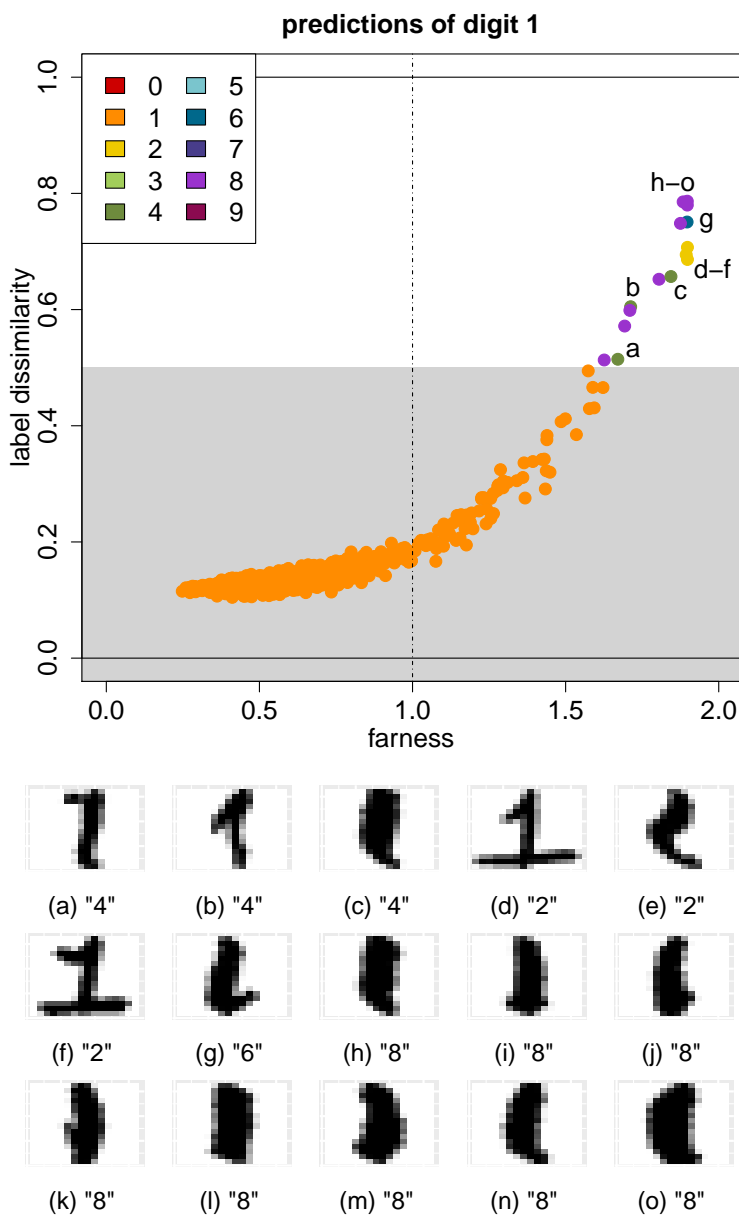 predictions of digit 1
0 5
1 6
2 7
3 8
4 9
h−o
g
d−f
c
b
a
label dissimilarity
1.0
0.8
0.6
0.4
0.2
0.0
0.0 0.5 1.0 1.5 2.0
farness
(a) "4" (b) "4" (c) "4" (d) "2" (e) "2"
(f) "2" (g) "6" (h) "8" (i) "8" (j) "8"
(k) "8" (l) "8" (m) "8" (n) "8" (o) "8"